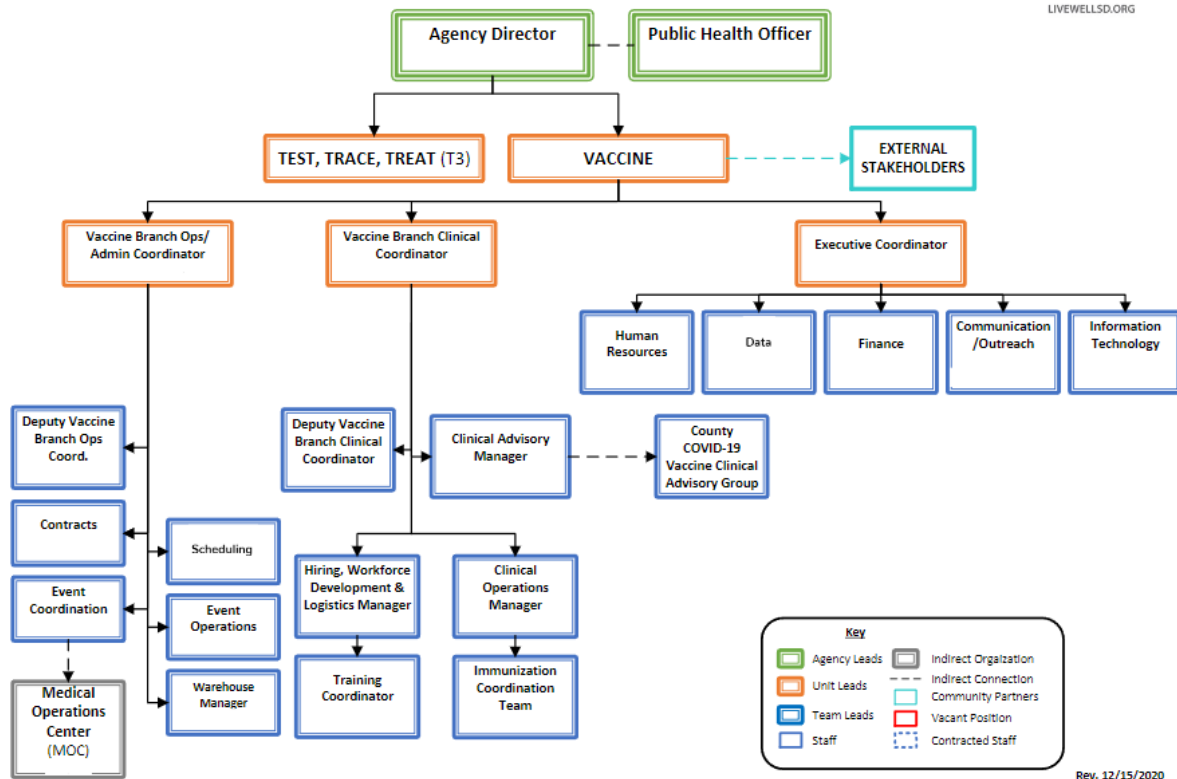 LIVEWELLSD.ORG
Agency Director
Public Health Officer
TEST, TRACE, TREAT (T3)
VACCINE
EXTERNAL
STAKEHOLDERS
Vaccine Branch Ops/
Admin Coordinator
Vaccine Branch Clinical
Coordinator
Executive Coordinator
Human
Resources
Data
Finance
Communication
/Outreach
Information
Technology
Deputy Vaccine
Branch Ops
Coord.
Deputy Vaccine
Branch Clinical
Coordinator
Clinical Advisory
Manager
County
COVID-19
Vaccine Clinical
Advisory Group
Contracts
Scheduling
Hiring, Workforce
Development &
Logistics Manager
Clinical
Operations
Manager
Event
Coordination
Event
Operations
Training
Coordinator
Immunization
Coordination
Team
Medical
Operations
Center
(MOC)
Warehouse
Manager
Key
Agency Leads
Indirect Orgaization
Indirect Connection
Unit Leads
Community Partners
Team Leads
Vacant Position
Staff
Contracted Staff
Rev. 12/15/2020